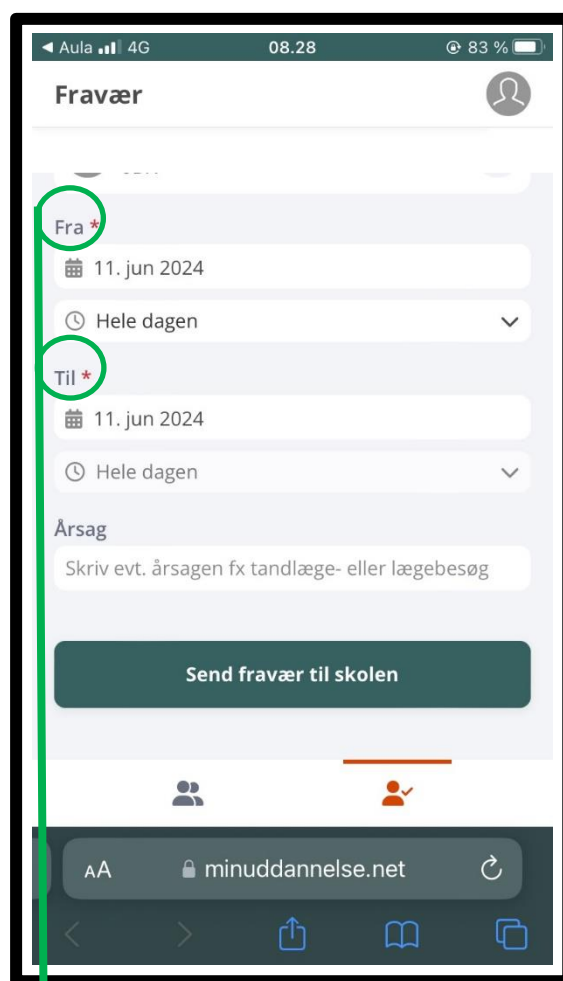 ◀ Aula 4G 08.28 83 %
Fravær
Fra *
11. jun 2024
Hele dagen
Til *
11. jun 2024
Hele dagen
Årsag
Skriv evt. årsagen fx tandlæge- eller lægebesøg
Send fravær til skolen
AA minuddannelse.net